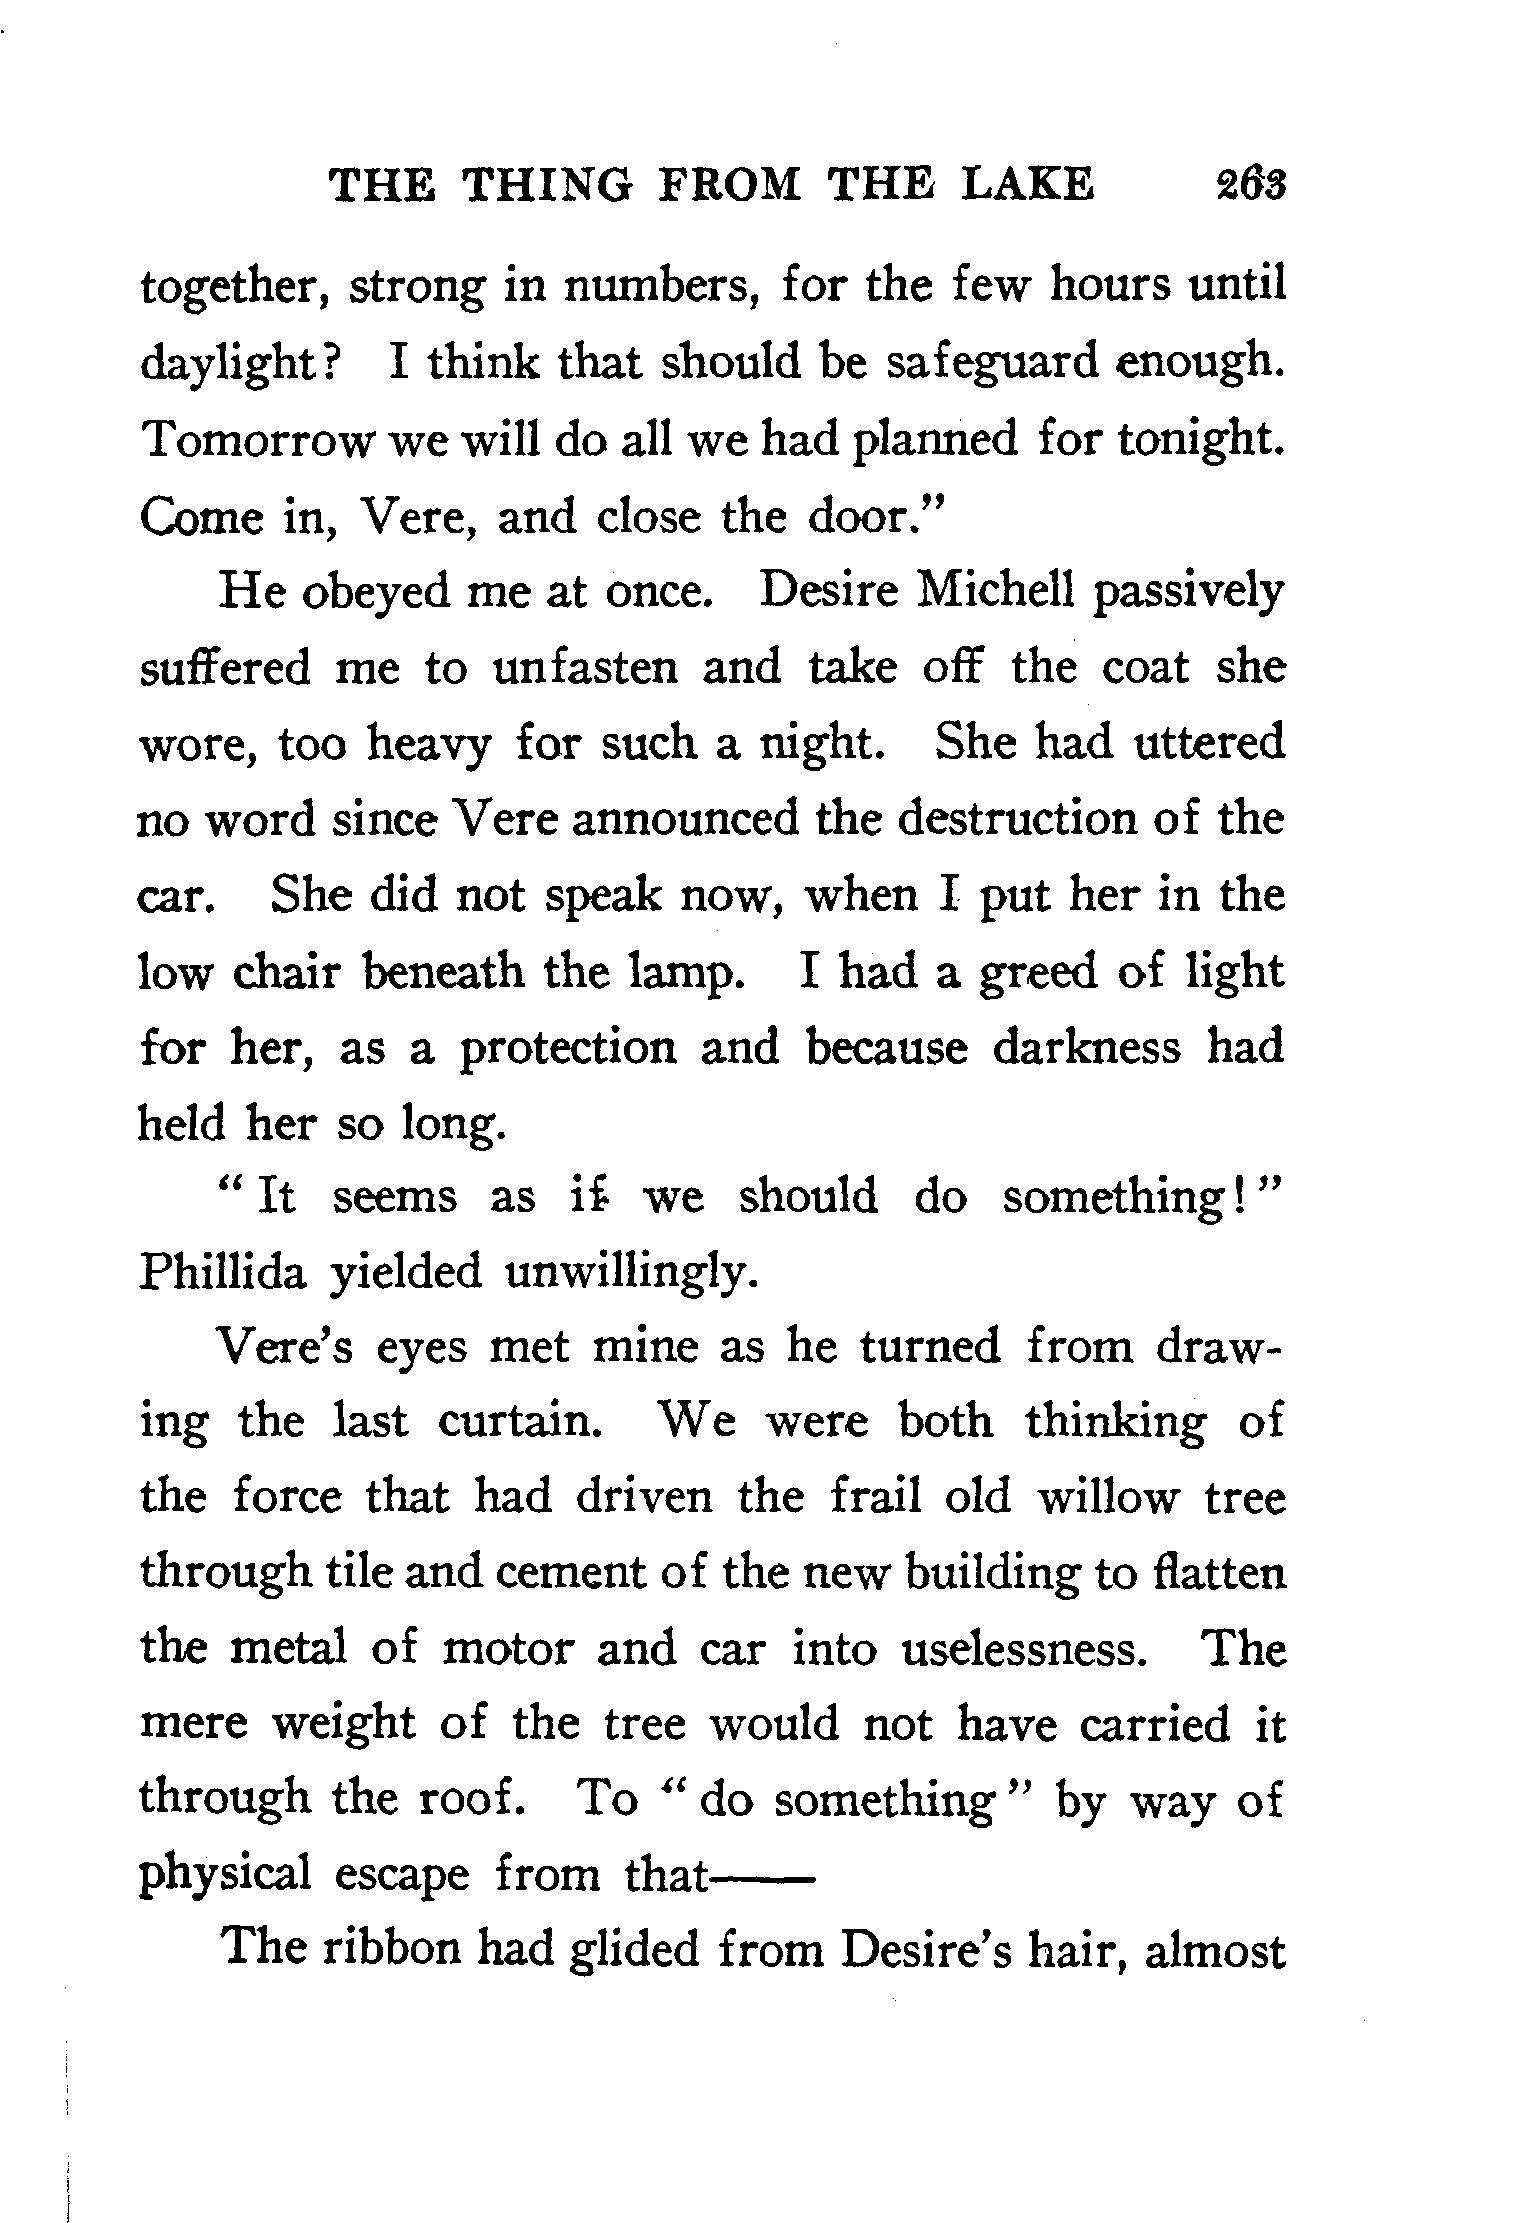 THE THING FROM THE LAKE 263
together, strong in numbers, for the few hours until
daylight? I think that should be safeguard enough.
Tomorrow we will do all we had planned for tonight.
Come in, Vere, and close the door.”
He obeyed me at once. Desire Michell passively
suffered me to unfasten and take off the coat she
wore, too heavy for such a night. She had uttered
no word since Vere announced the destruction of the
car. She did not speak now, when I put her in the
low chair beneath the lamp. I had a greed of light
for her, as a protection and because darkness had
held her so long.
“It seems as if we should do something!”
Phillida yielded unwillingly.
Vere’s eyes met mine as he turned from draw-
ing the last curtain. We were both thinking of
the force that had driven the frail old willow tree
through tile and cement of the new building to flatten
the metal of motor and car into uselessness. The
mere weight of the tree would not have carried it
through the roof. To “do something” by way of
physical escape from that——
The ribbon had glided from Desire’s hair, almost